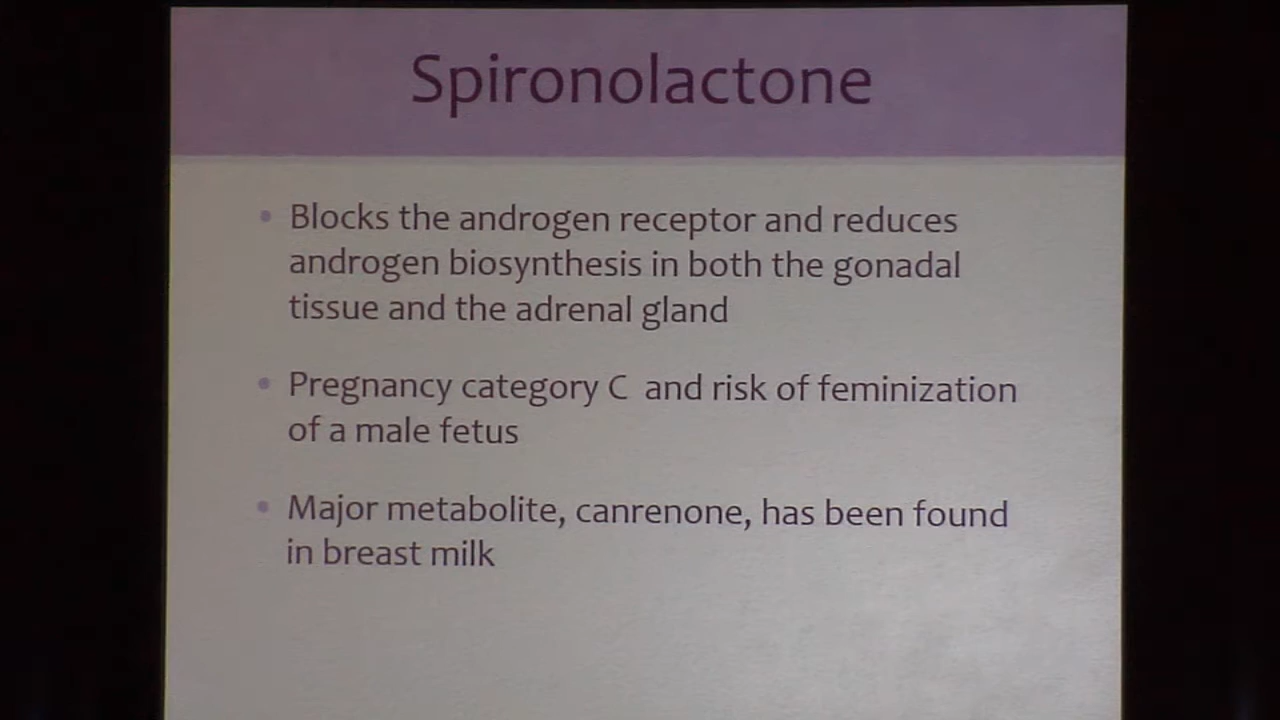 Spironolactone
• Blocks the androgen receptor and reduces
androgen biosynthesis in both the gonadal
tissue and the adrenal gland
• Pregnancy category C and risk of feminization
of a male fetus
• Major metabolite, canrenone, has been found
in breast milk